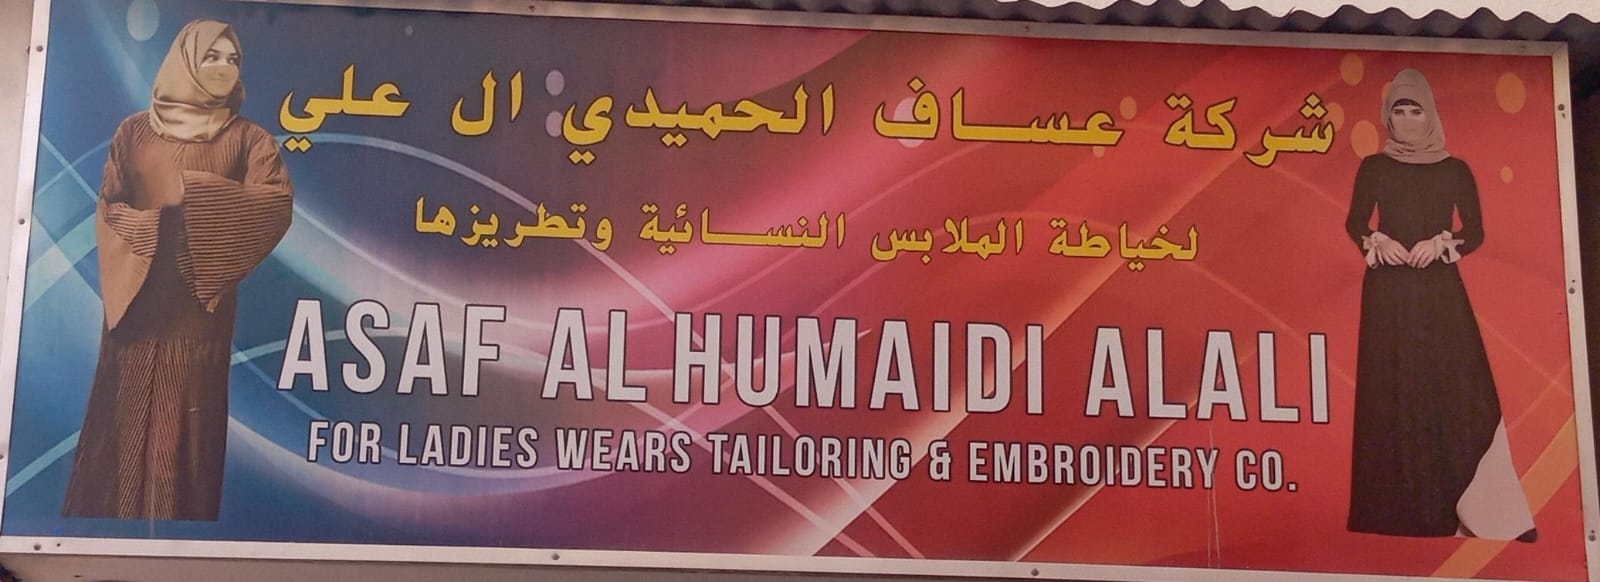 شركة عساف الحميدي ال علي
لخياطة الملابس النسائية وتطريزها
ASAF AL HUMAIDI ALALI
FOR LADIES WEARS TAILORING & EMBROIDERY CO.